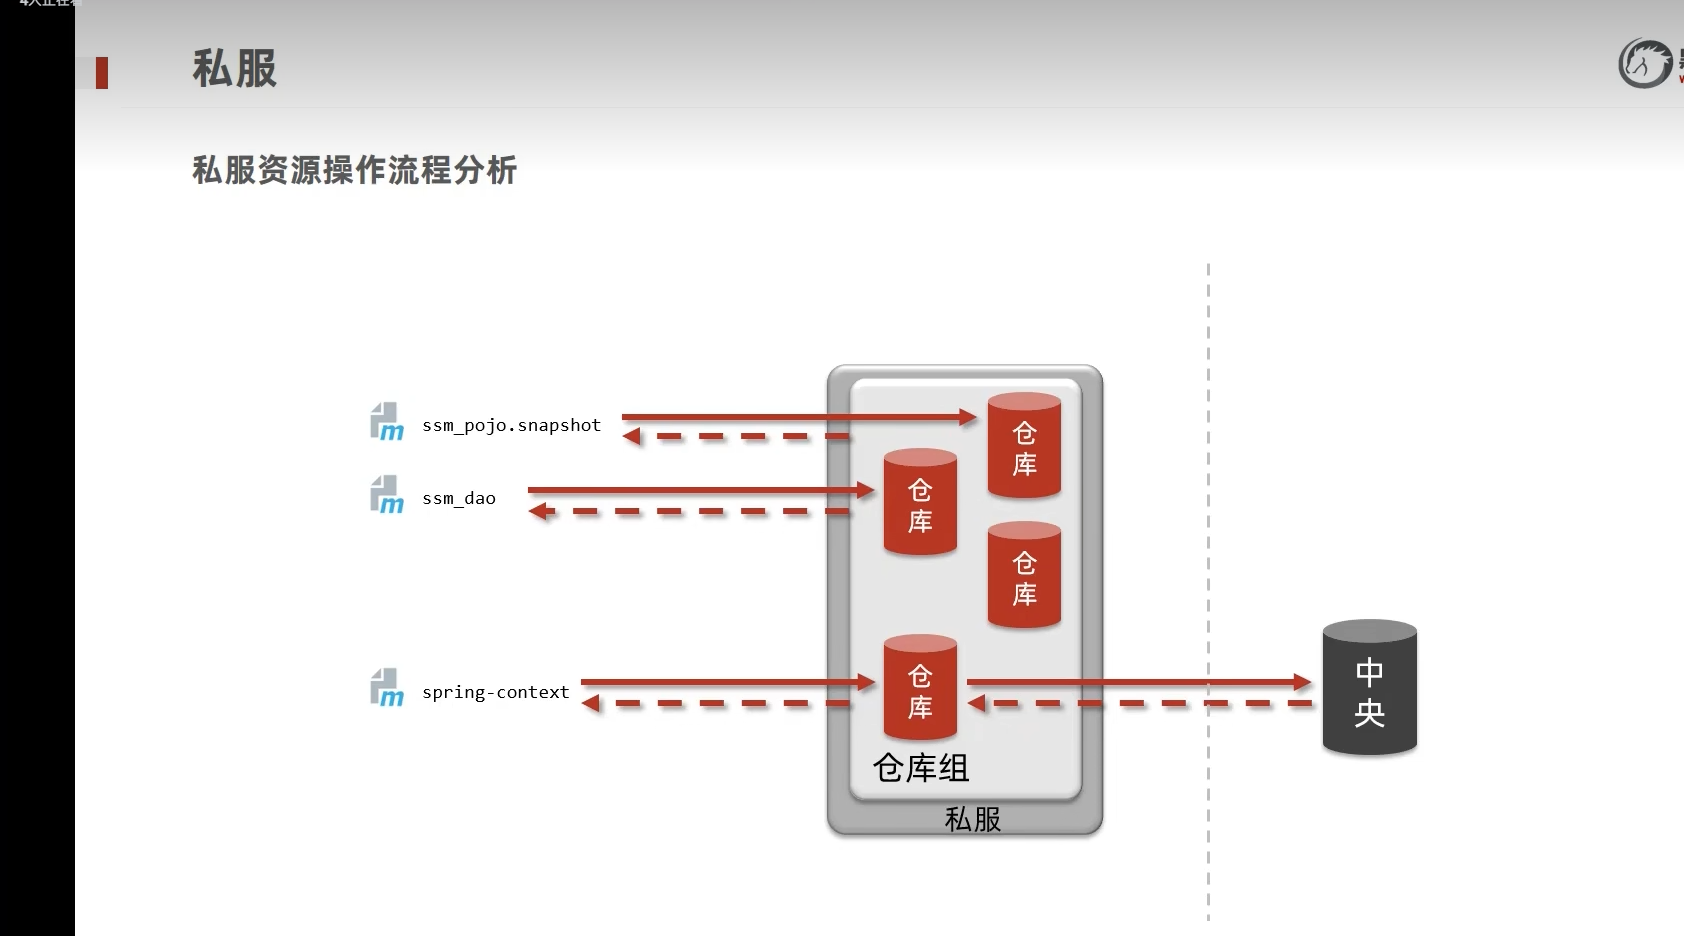 私服
私服资源操作流程分析
ssm_pojo.snapshot
ssm_dao
spring-context
仓库
仓库
仓库
仓库
中央
仓库组
私服